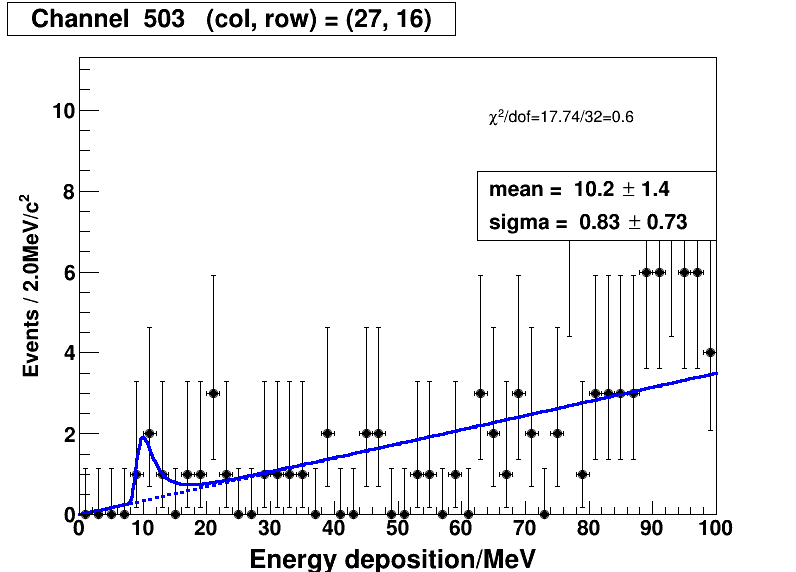 Channel  503   (col, row) = (27, 16)
χ²/dof=17.74/32=0.6
mean =  10.2 ± 1.4
sigma =  0.83 ± 0.73
Events / 2.0MeV/c²
10
8
6
4
2
0
0 10 20 30 40 50 60 70 80 90 100
Energy deposition/MeV